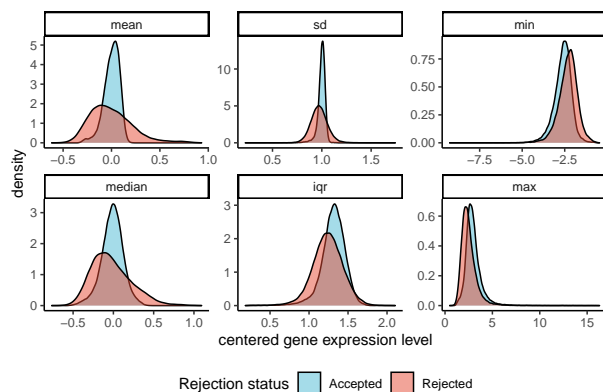 mean
sd
min
5
4
3
2
1
0
10
5
0
0.75
0.50
0.25
0.00
−0.5 0.0 0.5 1.0
0.5 1.0 1.5
−7.5 −5.0 −2.5
density
median
iqr
max
3
2
1
0
3
2
1
0
0.6
0.4
0.2
0.0
−0.5 0.0 0.5 1.0
0.5 1.0 1.5 2.0
0 5 10 15
centered gene expression level
Rejection status Accepted Rejected